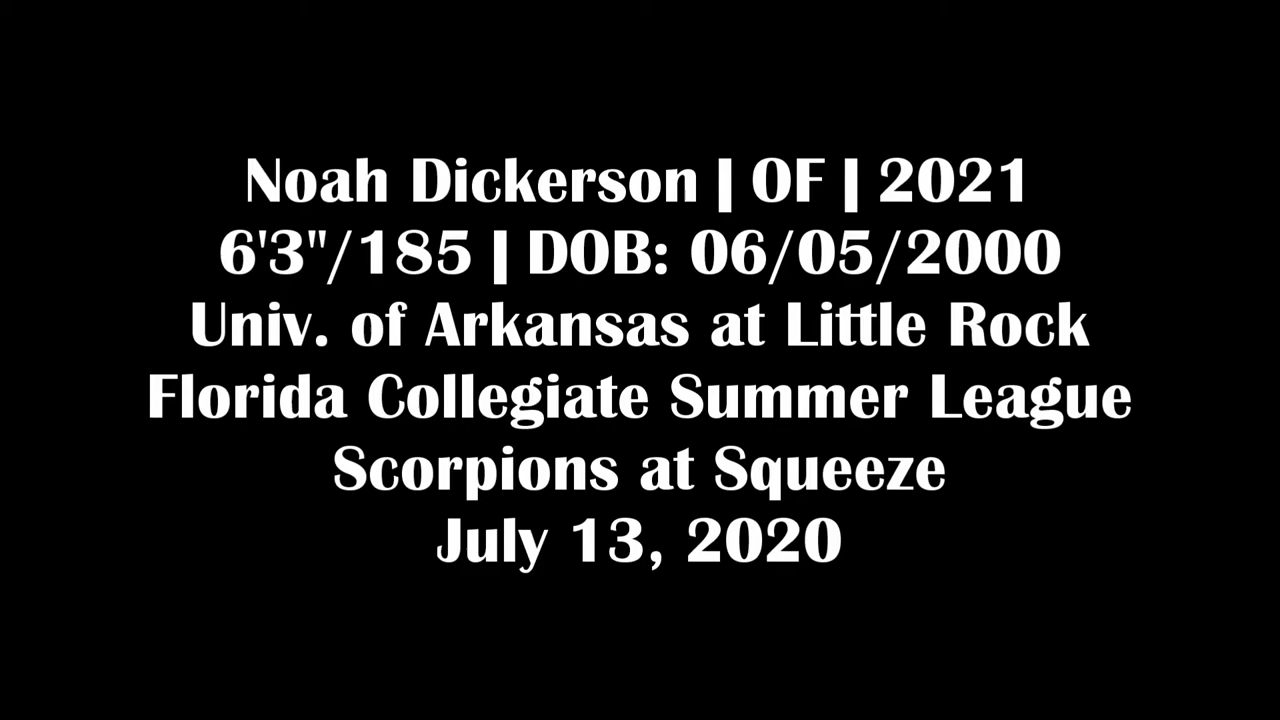 Noah Dickerson | OF | 2021
6'3"/185 | DOB: 06/05/2000
Univ. of Arkansas at Little Rock
Florida Collegiate Summer League
Scorpions at Squeeze
July 13, 2020